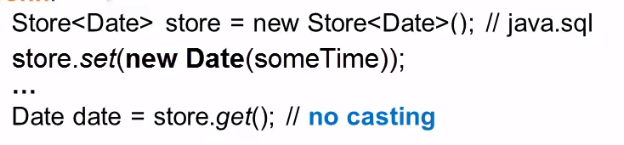 Store<Date> store = new Store<Date>(); // java.sql
store.set(new Date(someTime));
...
Date date = store.get(); // no casting